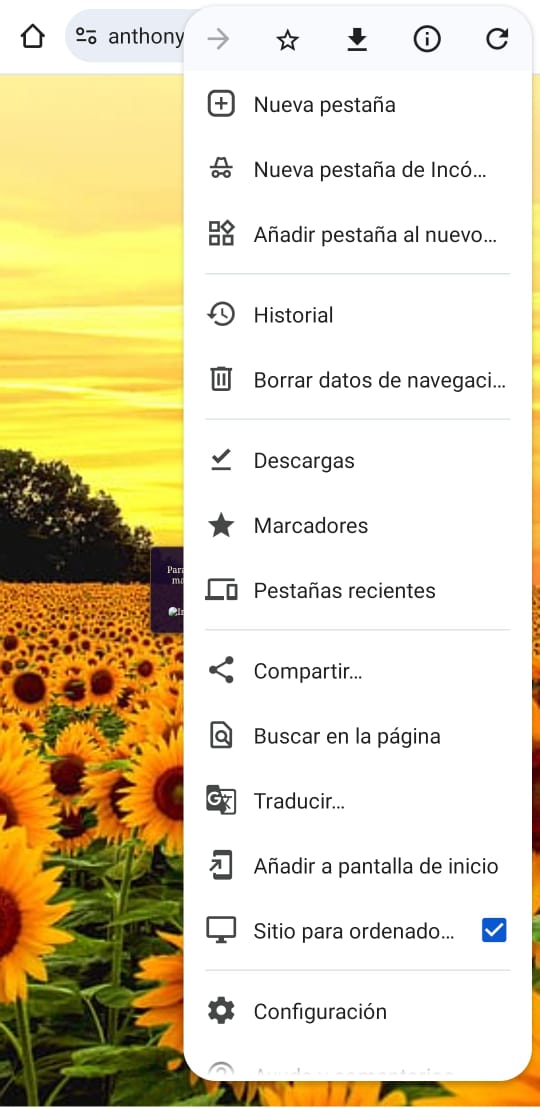 anthony
Nueva pestaña
Nueva pestaña de Incó...
Añadir pestaña al nuevo...
Historial
Borrar datos de navegaci...
Descargas
Marcadores
Pestañas recientes
Para
Compartir...
Buscar en la página
Traducir...
Añadir a pantalla de inicio
Sitio para ordenado...
Configuración